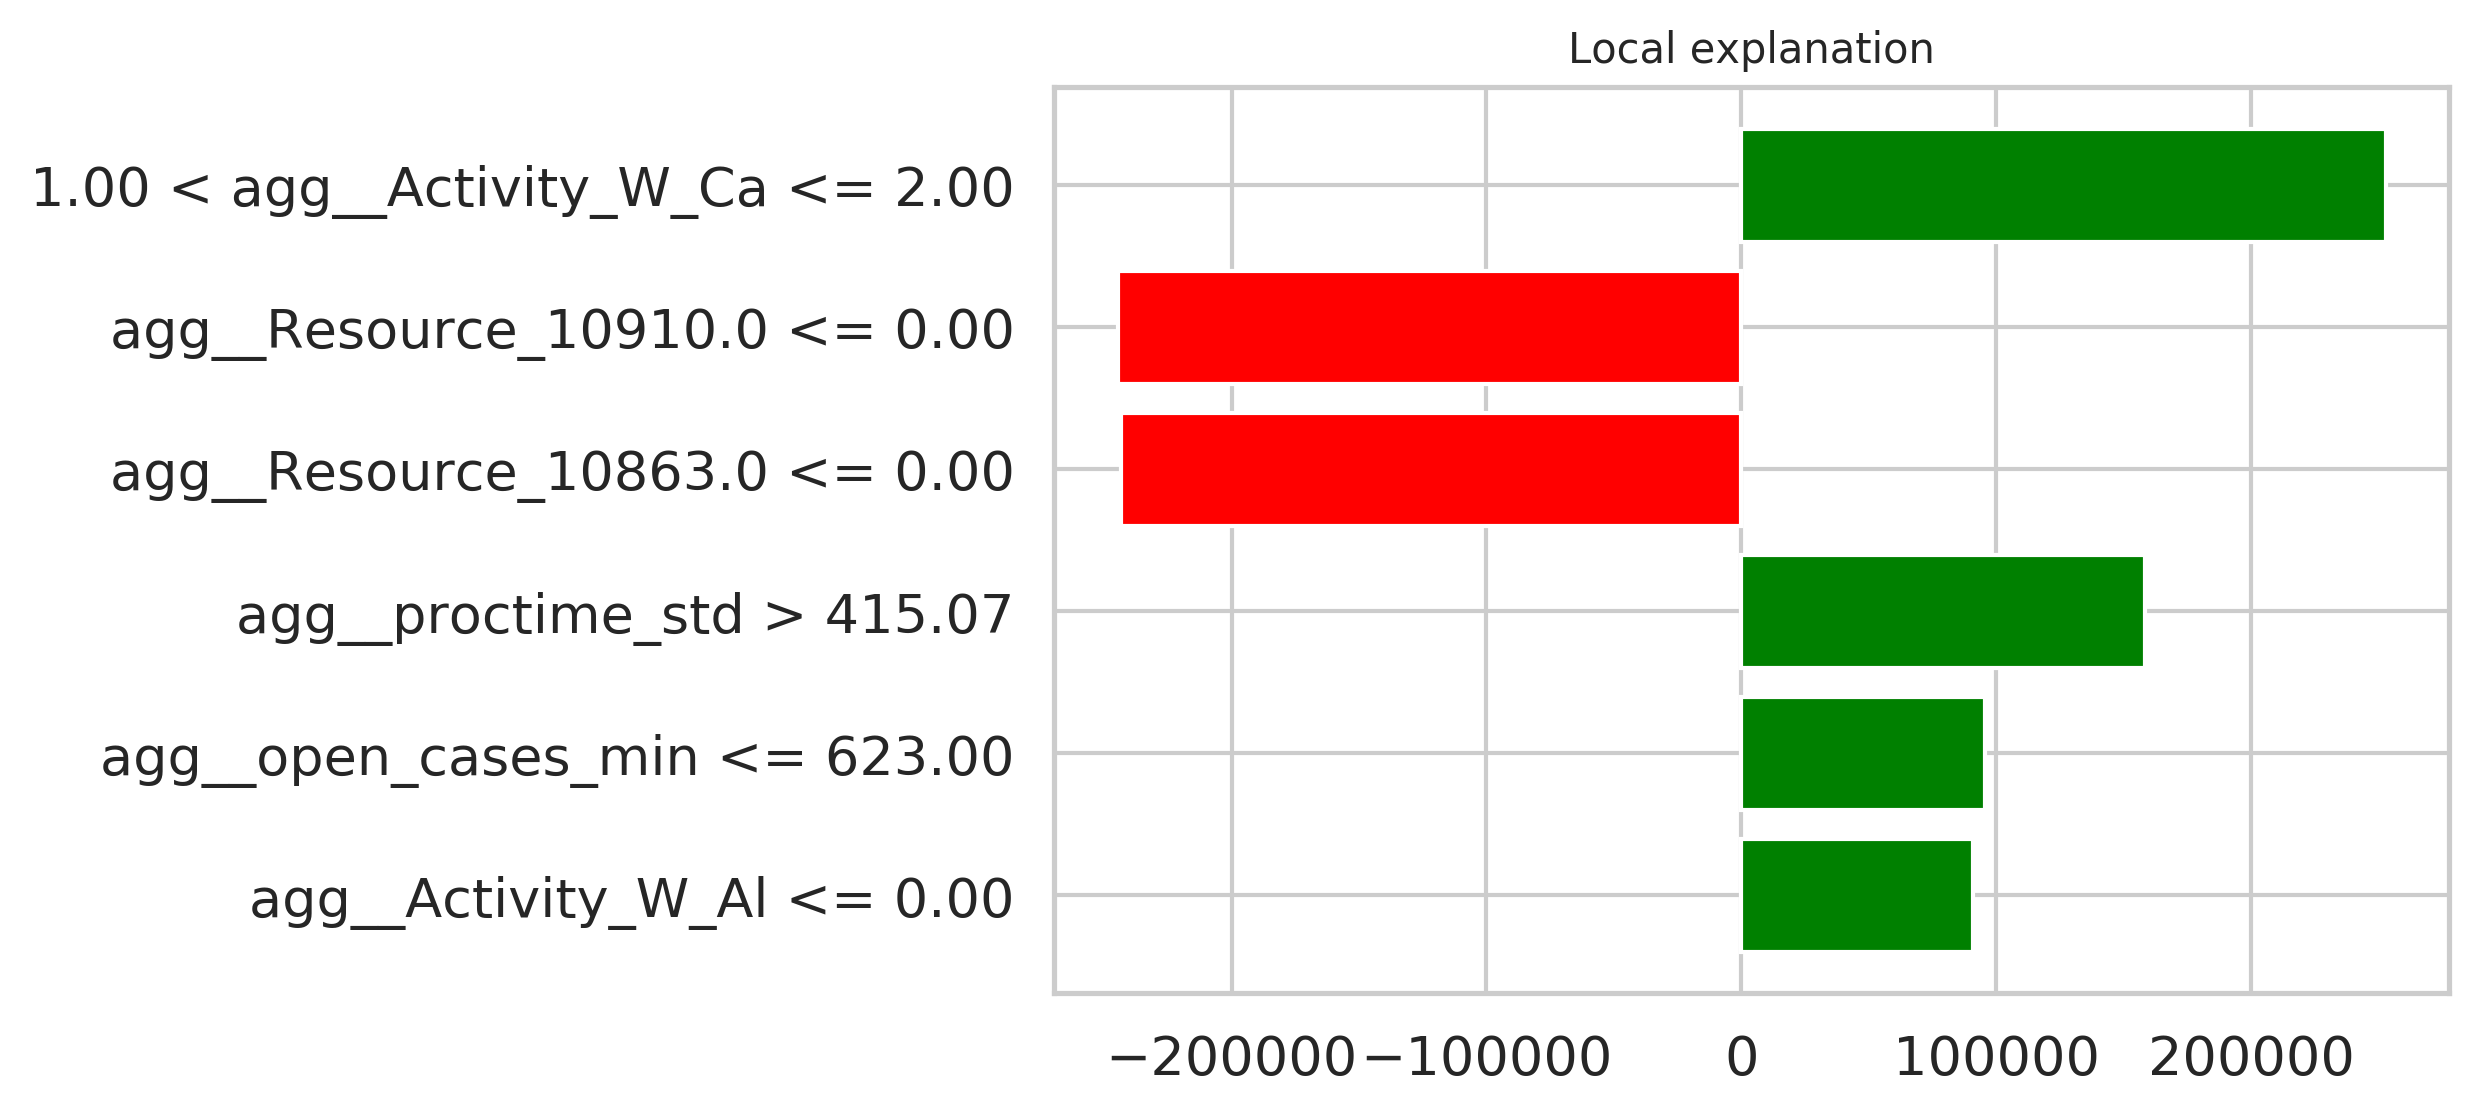 Local explanation
1.00 < agg__Activity_W_Ca <= 2.00
agg__Resource_10910.0 <= 0.00
agg__Resource_10863.0 <= 0.00
agg__proctime_std > 415.07
agg__open_cases_min <= 623.00
agg__Activity_W_Al <= 0.00
−200000 −100000 0 100000 200000